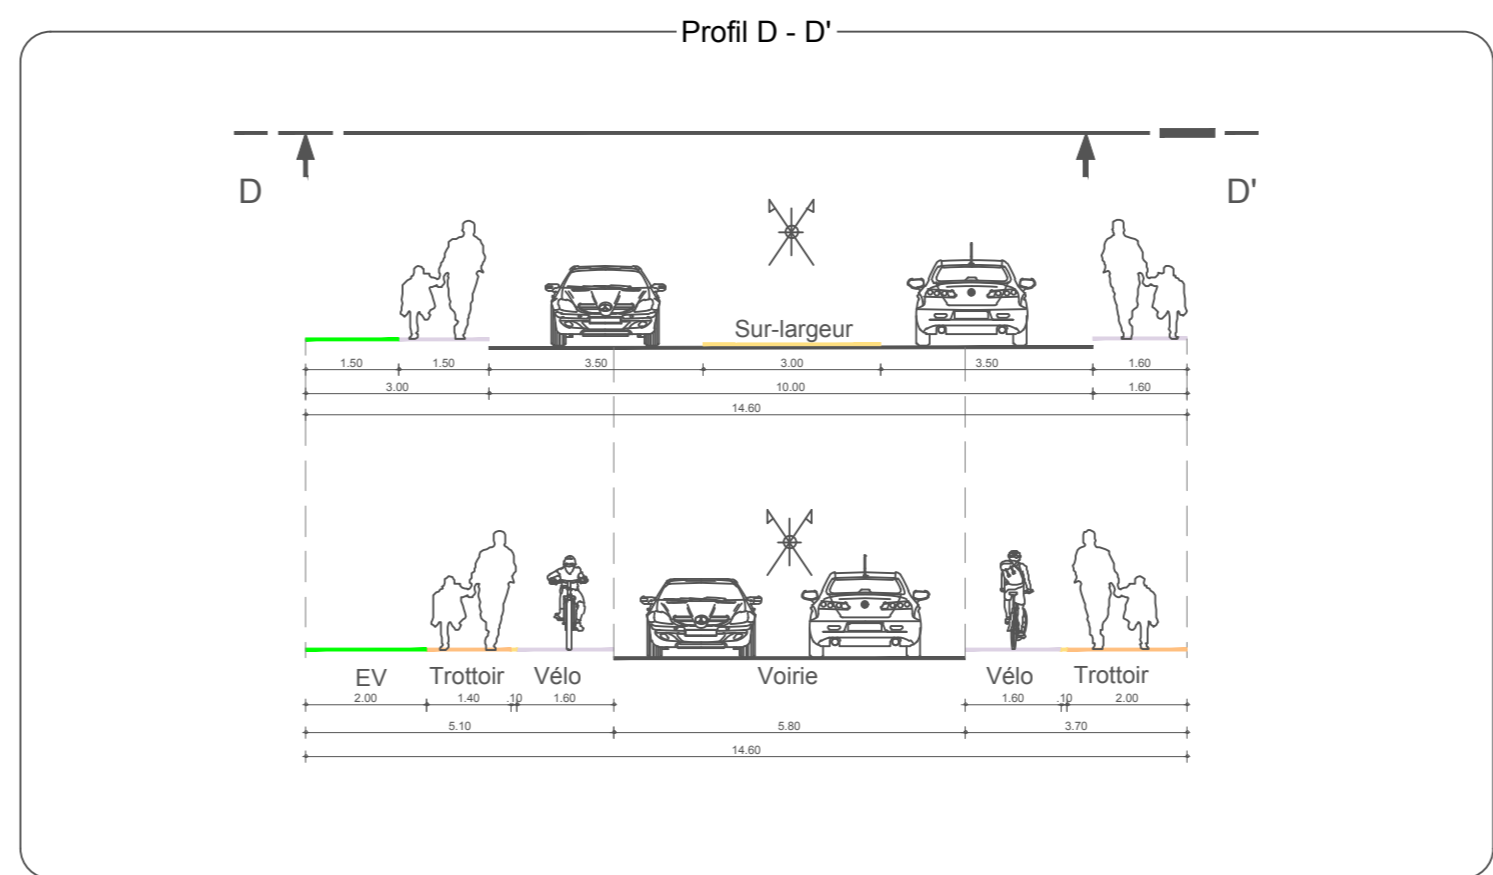 Profil D - D'
D D'
Sur-largeur
1.50 1.50 3.50 3.00 3.50 1.60
3.00 10.00 1.60
14.60
EV Trottoir Vélo Voirie Vélo Trottoir
2.00 1.40 .10 1.60 1.60 .10 2.00
5.10 5.80 3.70
14.60